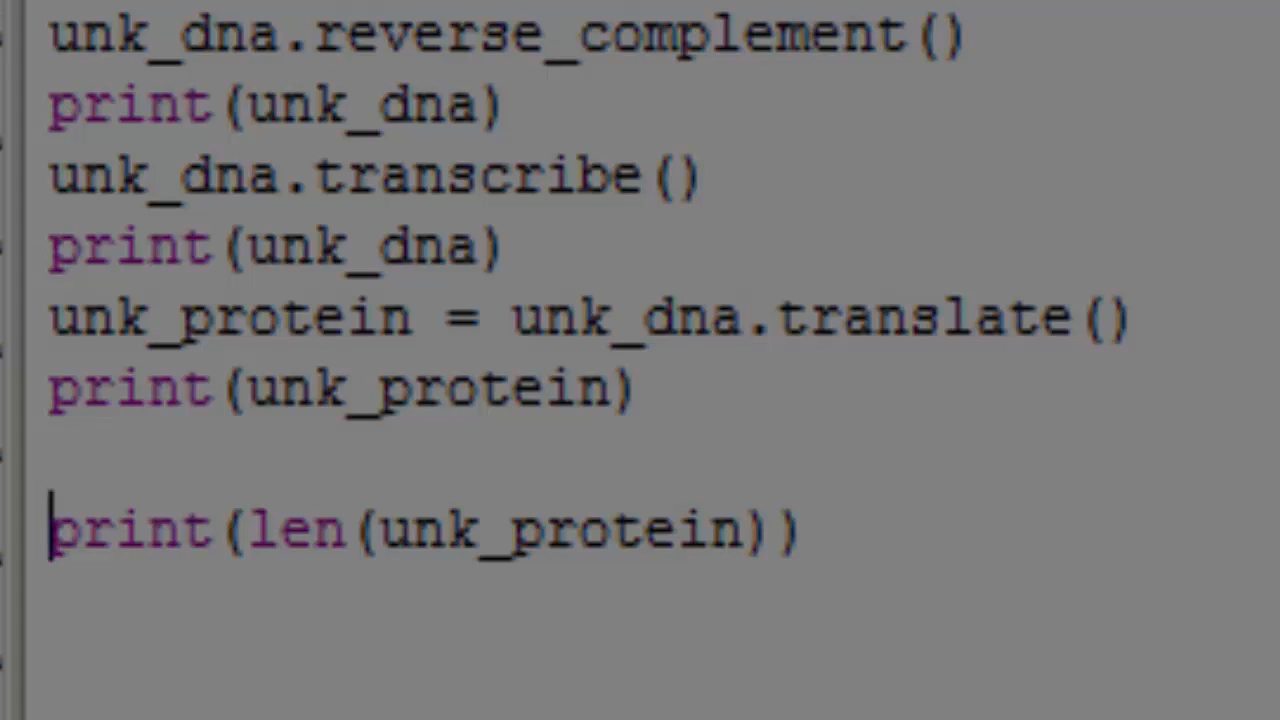 unk_dna.reverse_complement()
print(unk_dna)
unk_dna.transcribe()
print(unk_dna)
unk_protein = unk_dna.translate()
print(unk_protein)
print(len(unk_protein))